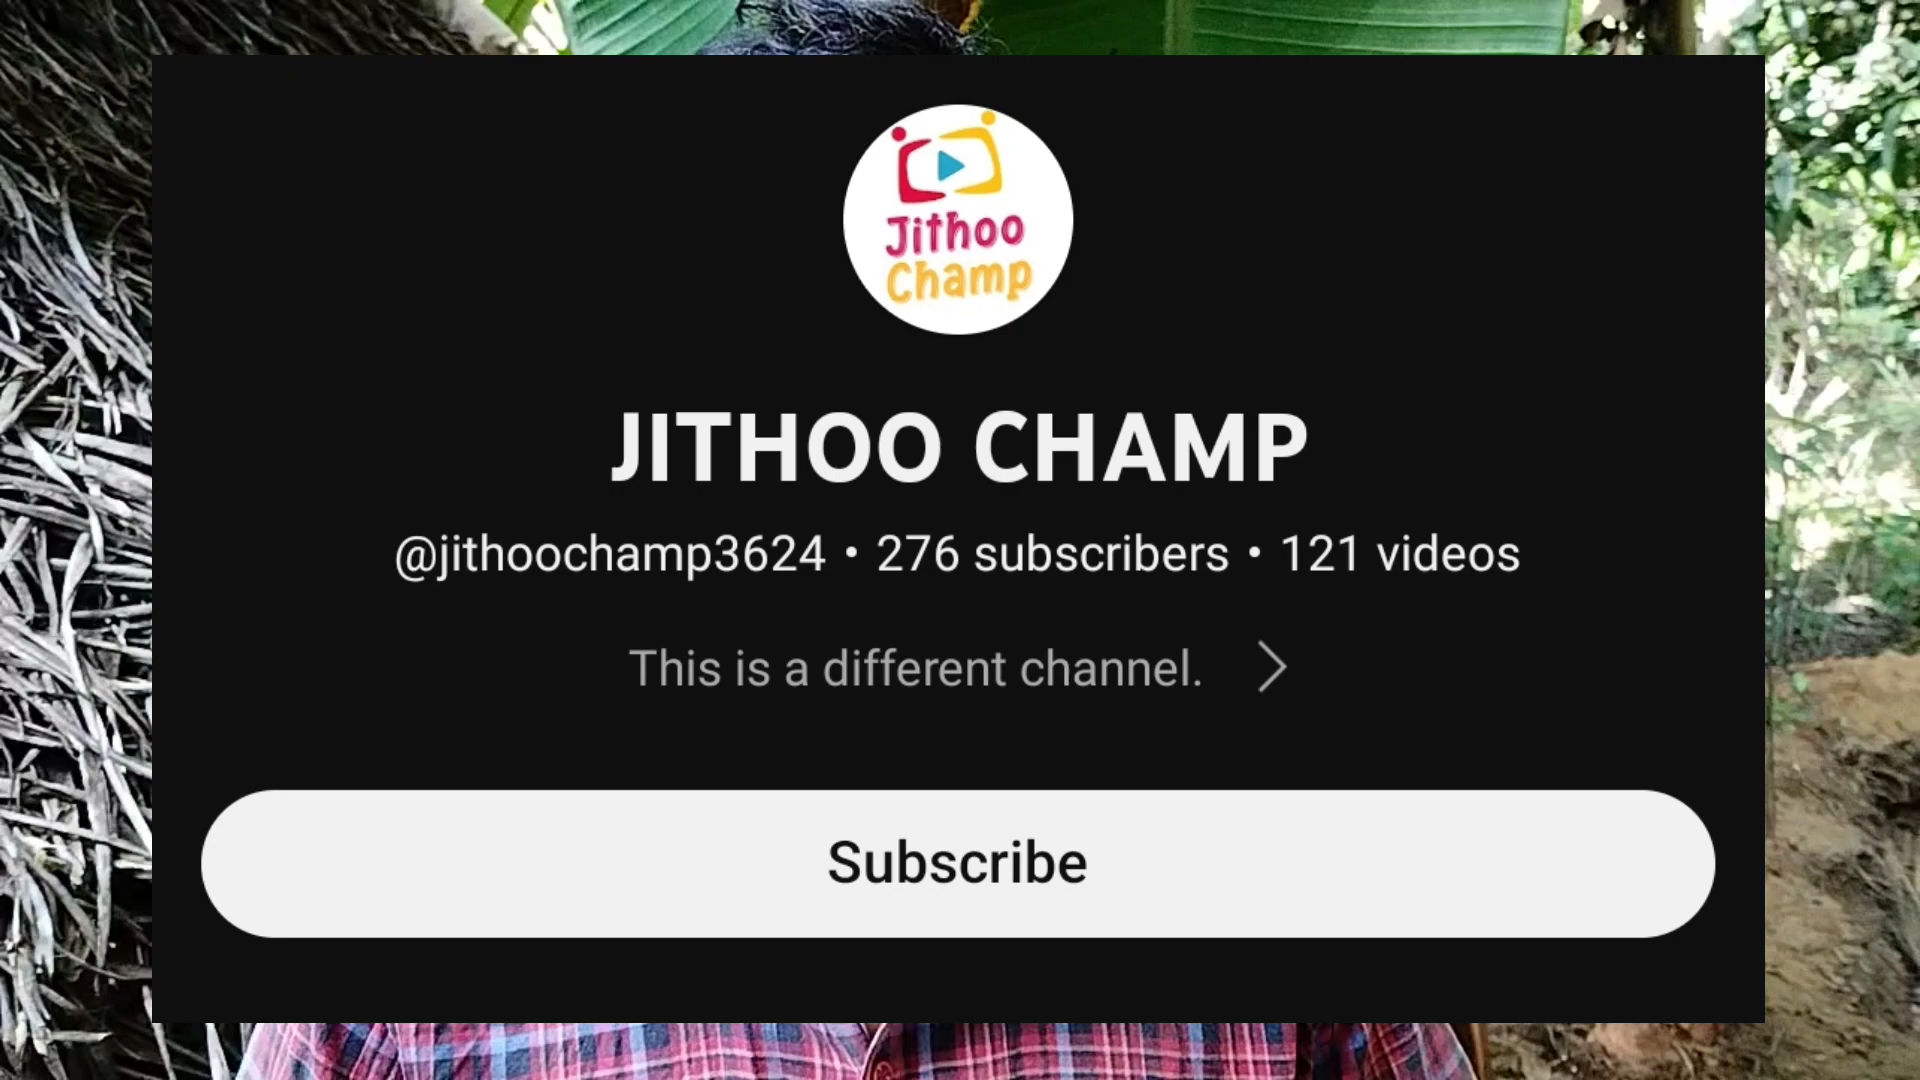 Jithoo
Champ
JITHOO CHAMP
@jithoochamp3624 • 276 subscribers • 121 videos
This is a different channel.
Subscribe